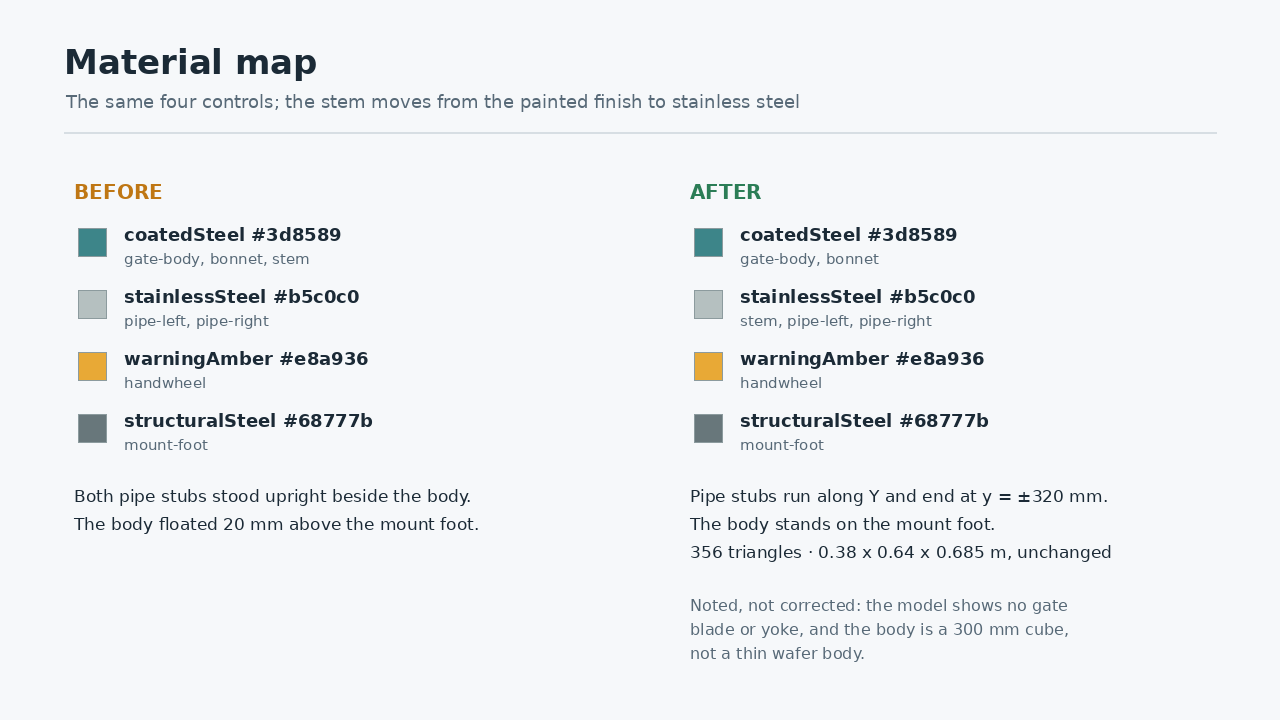 Material map
The same four controls; the stem moves from the painted finish to stainless steel
BEFORE
coatedSteel #3d8589
gate-body, bonnet, stem
stainlessSteel #b5c0c0
pipe-left, pipe-right
warningAmber #e8a936
handwheel
structuralSteel #68777b
mount-foot
Both pipe stubs stood upright beside the body.
The body floated 20 mm above the mount foot.
AFTER
coatedSteel #3d8589
gate-body, bonnet
stainlessSteel #b5c0c0
stem, pipe-left, pipe-right
warningAmber #e8a936
handwheel
structuralSteel #68777b
mount-foot
Pipe stubs run along Y and end at y = ±320 mm.
The body stands on the mount foot.
356 triangles · 0.38 x 0.64 x 0.685 m, unchanged
Noted, not corrected: the model shows no gate
blade or yoke, and the body is a 300 mm cube,
not a thin wafer body.